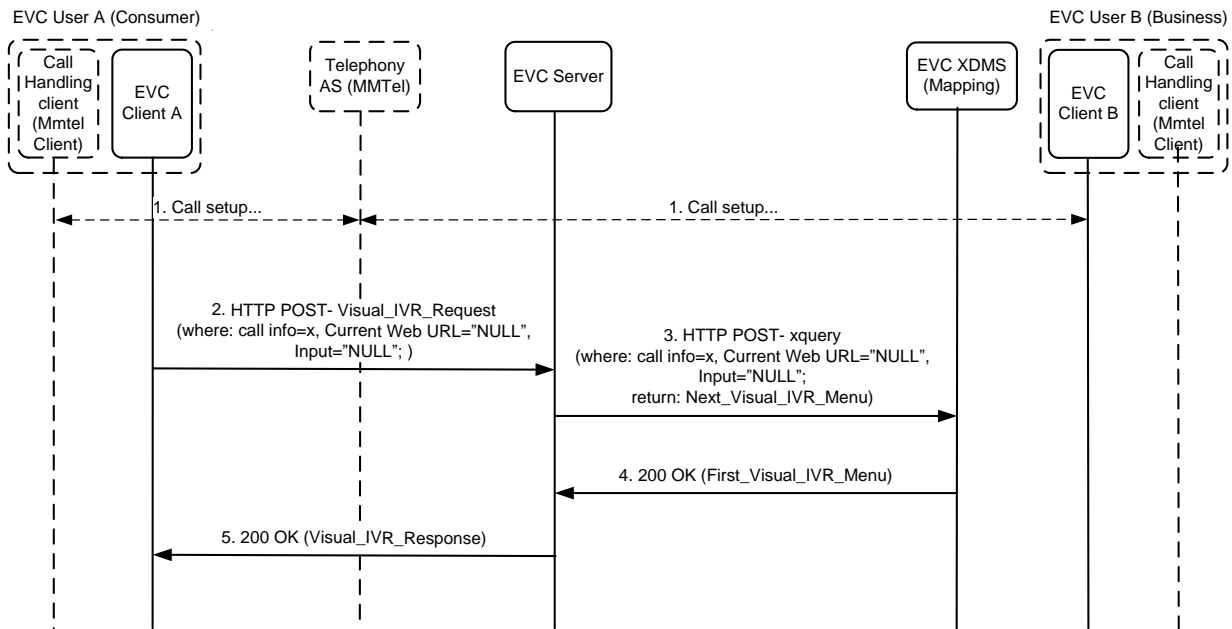 EVC User A (Consumer)
EVC User B (Business)
Call
Handling
client
(Mmtel
Client)
EVC
Client A
Telephony
AS (MMTel)
EVC Server
EVC XDMS
(Mapping)
EVC
Client B
Call
Handling
client
(Mmtel
Client)
1. Call setup...
1. Call setup...
2. HTTP POST- Visual_IVR_Request
(where: call info=x, Current Web URL=”NULL”,
Input=”NULL”; )
3. HTTP POST- xquery
(where: call info=x, Current Web URL=”NULL”,
Input=”NULL”;
return: Next_Visual_IVR_Menu)
4. 200 OK (First_Visual_IVR_Menu)
5. 200 OK (Visual_IVR_Response)